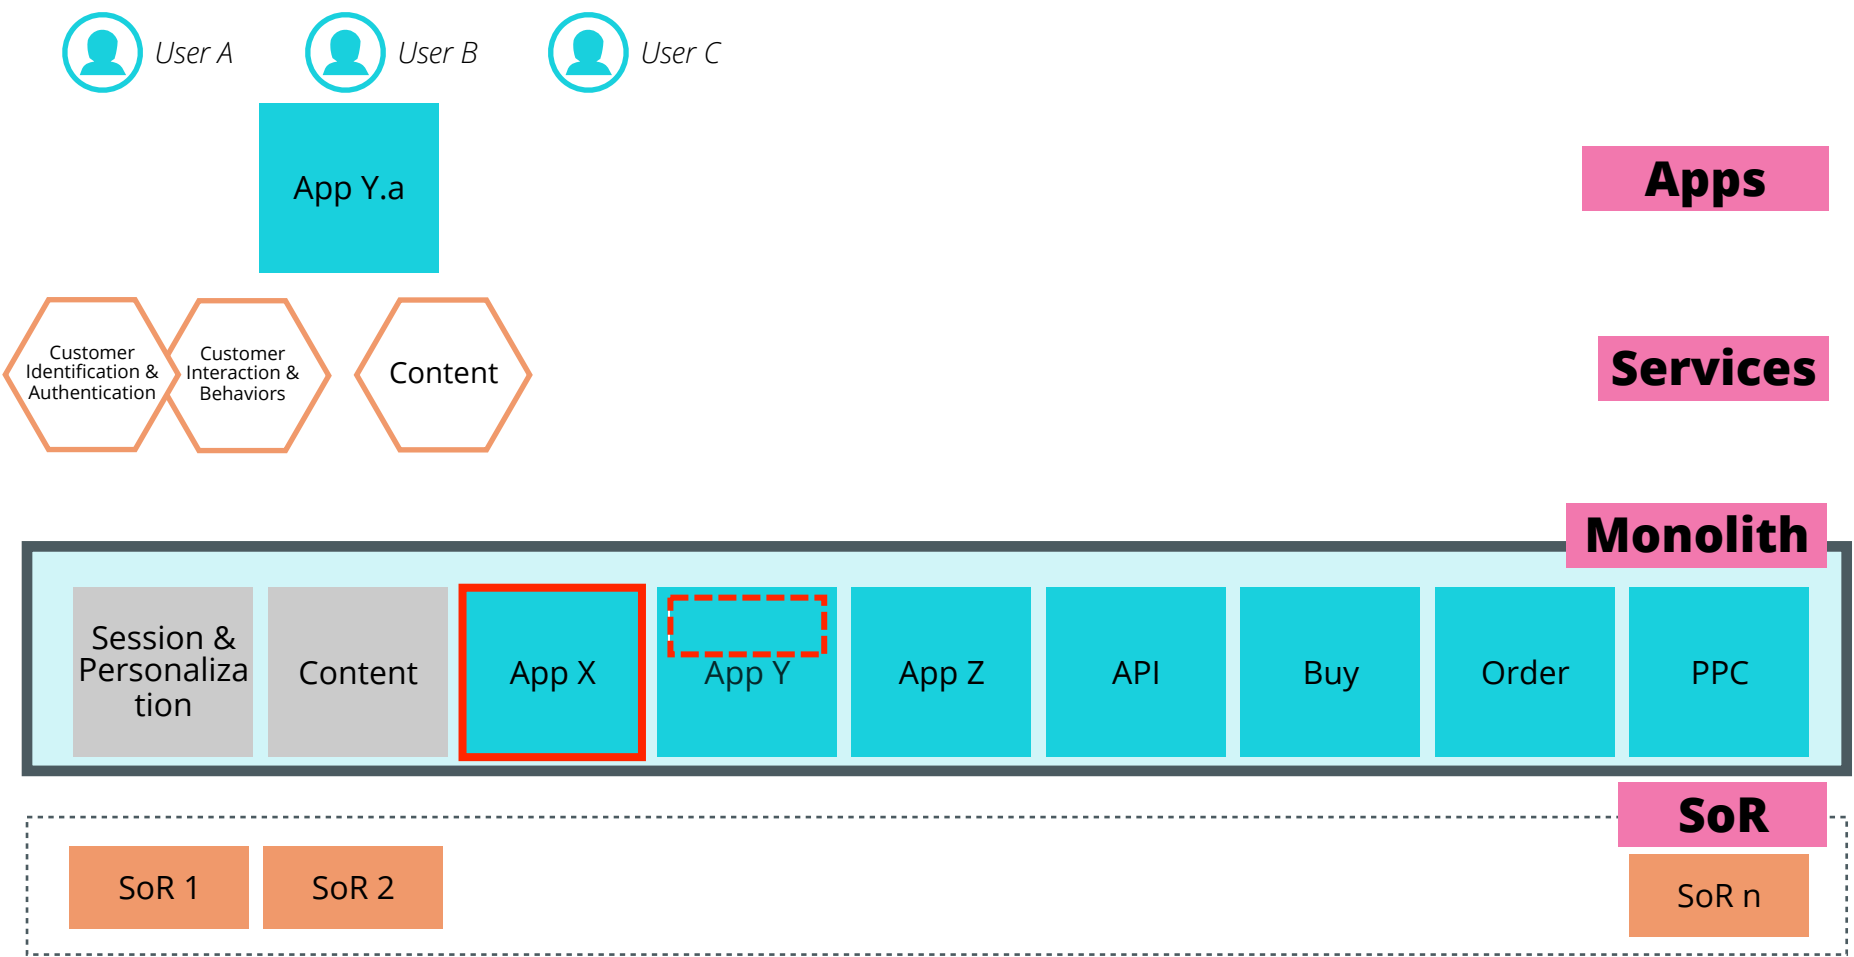 User A
User B
User C
App Y.a
Apps
Customer
Identification &
Authentication
Customer
Interaction &
Behaviors
Content
Services
Monolith
Session &
Personaliza
tion
Content
App X
App Y
App Z
API
Buy
Order
PPC
SoR
SoR 1
SoR 2
SoR n